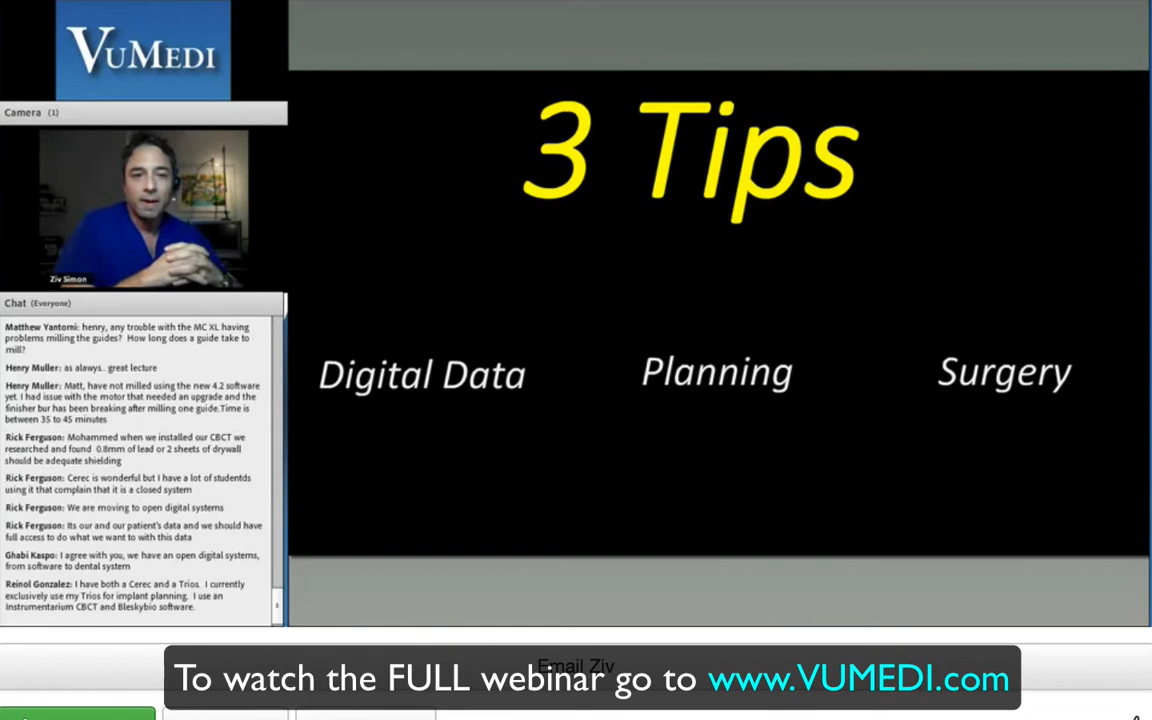 VUMEDI
Camera (1)
Ziv Simon
Chat (Everyone)
Matthew Yantorni: henry, any trouble with the MC XL having
problems milling the guides? How long does a guide take to
mill?
Henry Muller: as alwyas.. great lecture
Henry Muller: Matt, have not milled using the new 4.2 software
yet. I had issue with the motor that needed an upgrade and the
finisher bur has been breaking after milling one guide.Time is
between 35 to 45 minutes
Rick Ferguson: Mohammed when we installed our CBCT we
researched and found 0.8mm of lead or 2 sheets of drywall
should be adequate shielding
Rick Ferguson: Cerec is wonderful but I have a lot of studentds
using it that complain that it is a closed system
Rick Ferguson: We are moving to open digital systems
Rick Ferguson: Its our and our patient's data and we should have
full access to do what we want to with this data
Ghabi Kaspo: I agree with you, we have an open digital systems,
from software to dental system
Reinol Gonzalez: I have both a Cerec and a Trios. I currently
exclusively use my Trios for implant planning. I use an
Instrumentarium CBCT and Bleskybio software.
3 Tips
Digital Data
Planning
Surgery
Email Ziv
To watch the FULL webinar go to www.VUMEDI.com